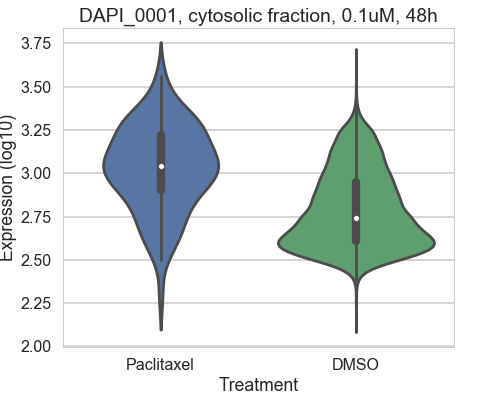 DAPI_0001, cytosolic fraction, 0.1uM, 48h
Expression (log10)
3.75
3.50
3.25
3.00
2.75
2.50
2.25
2.00
Paclitaxel DMSO
Treatment